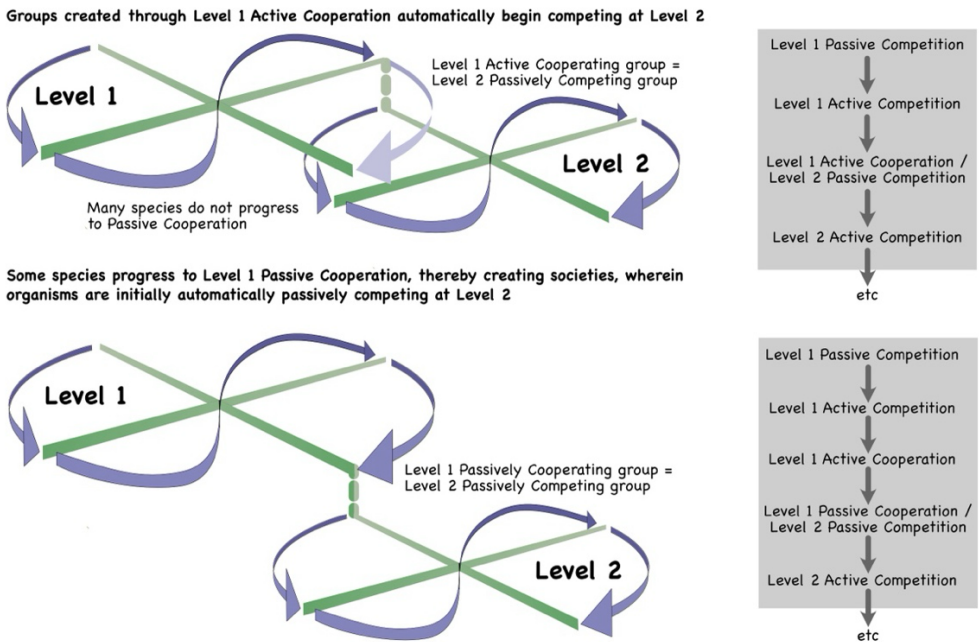 Groups created through Level 1 Active Cooperation automatically begin competing at Level 2
Level 1
Level 1 Active Cooperating group =
Level 2 Passively Competing group
Level 2
Many species do not progress
to Passive Cooperation
Level 1 Passive Competition
Level 1 Active Competition
Level 1 Active Cooperation /
Level 2 Passive Competition
Level 2 Active Competition
etc
Some species progress to Level 1 Passive Cooperation, thereby creating societies, wherein
organisms are initially automatically passively competing at Level 2
Level 1
Level 1 Passively Cooperating group =
Level 2 Passively Competing group
Level 2
Level 1 Passive Competition
Level 1 Active Competition
Level 1 Active Cooperation
Level 1 Passive Cooperation /
Level 2 Passive Competition
Level 2 Active Competition
etc